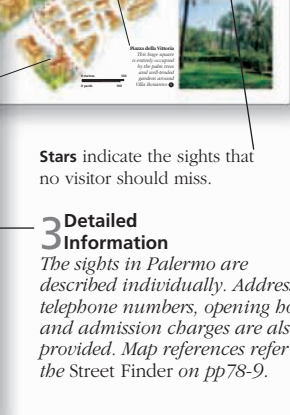 Piazza della Vittoria
This huge square
is entirely occupied
by the palm trees
and well-tended
gardens around
Villa Bonanno
Stars indicate the sights that
no visitor should miss.
3 Detailed
Information
The sights in Palermo are
described individually. Address
telephone numbers, opening ho
and admission charges are als
provided. Map references refer
the Street Finder on pp78-9.